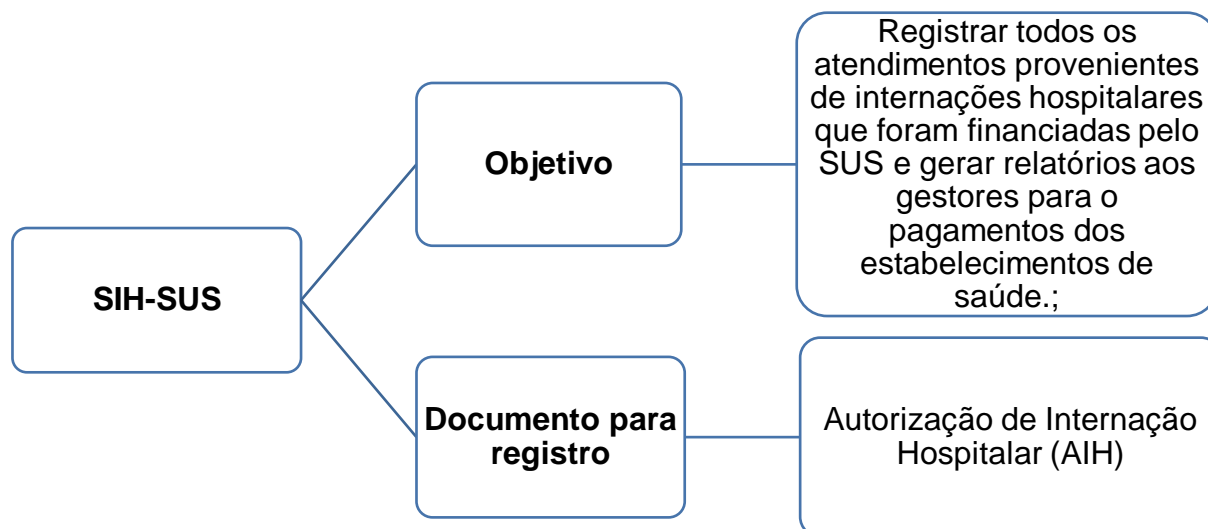 SIH-SUS
Objetivo
Registrar todos os
atendimentos provenientes
de internações hospitalares
que foram financiadas pelo
SUS e gerar relatórios aos
gestores para o
pagamentos dos
estabelecimentos de
saúde.;
Documento para
registro
Autorização de Internação
Hospitalar (AIH)